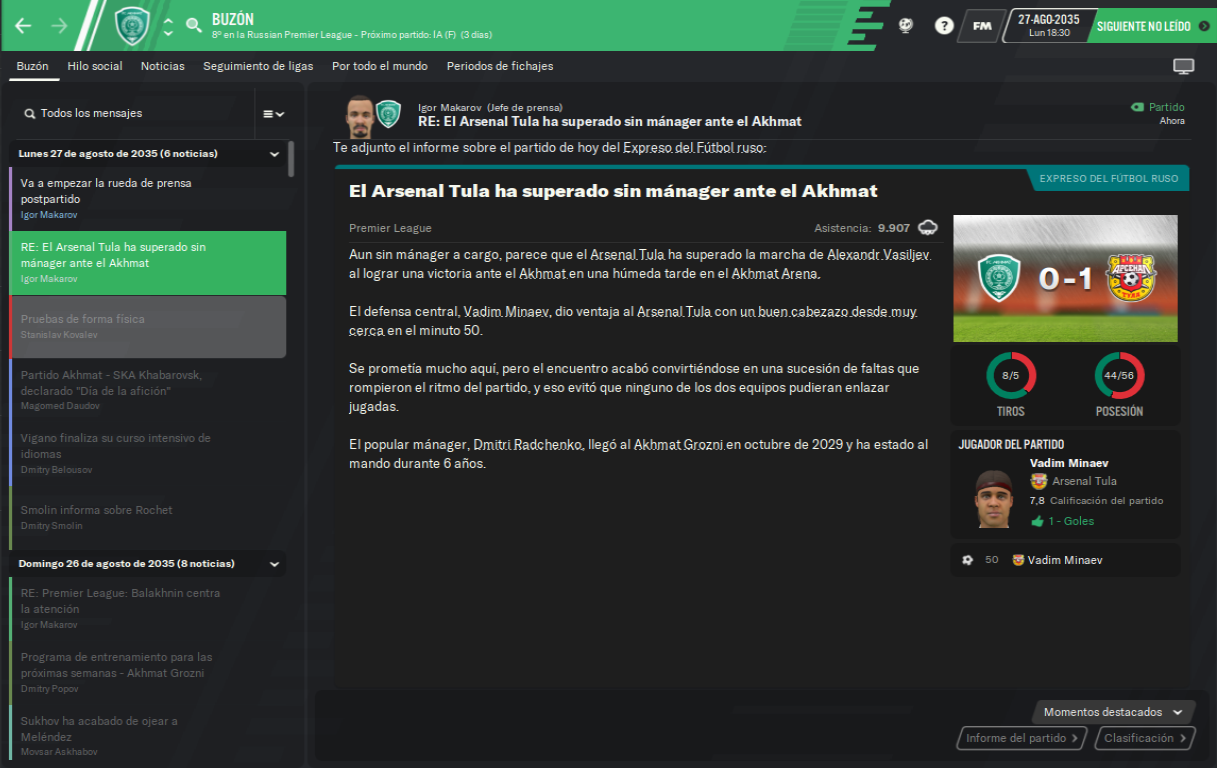 BUZÓN
8º en la Russian Premier League - Próximo partido: IA (F) (3 días)
?
FM
27-AGO-2035
Lun 18:30
SIGUIENTE NO LEÍDO
Buzón
Hilo social
Noticias
Seguimiento de ligas
Por todo el mundo
Periodos de fichajes
Todos los mensajes
Lunes 27 de agosto de 2035 (6 noticias)
Va a empezar la rueda de prensa
postpartido
Igor Makarov
RE: El Arsenal Tula ha superado sin
mánager ante el Akhmat
Igor Makarov
Pruebas de forma física
Stanislav Kovalev
Partido Akhmat - SKA Khabarovsk,
declarado "Día de la afición"
Magomed Daudov
Vigano finaliza su curso intensivo de
idiomas
Dmitry Belousov
Smolin informa sobre Rochet
Dmitry Smolin
Domingo 26 de agosto de 2035 (8 noticias)
RE: Premier League: Balakhnin centra
la atención
Igor Makarov
Programa de entrenamiento para las
próximas semanas - Akhmat Grozni
Dmitry Popov
Sukhov ha acabado de ojear a
Meléndez
Movsar Askhabov
Igor Makarov (Jefe de prensa)
RE: El Arsenal Tula ha superado sin mánager ante el Akhmat
Partido
Ahora
Te adjunto el informe sobre el partido de hoy del Expreso del Fútbol ruso:
EXPRESO DEL FÚTBOL RUSO
El Arsenal Tula ha superado sin mánager ante el Akhmat
Premier League
Asistencia: 9.907
Aun sin mánager a cargo, parece que el Arsenal Tula ha superado la marcha de Alexandr Vasiljev
al lograr una victoria ante el Akhmat en una húmeda tarde en el Akhmat Arena.
El defensa central, Vadim Minaev, dio ventaja al Arsenal Tula con un buen cabezazo desde muy
cerca en el minuto 50.
Se prometía mucho aquí, pero el encuentro acabó convirtiéndose en una sucesión de faltas que
rompieron el ritmo del partido, y eso evitó que ninguno de los dos equipos pudieran enlazar
jugadas.
El popular mánager, Dmitri Radchenko, llegó al Akhmat Grozni en octubre de 2029 y ha estado al
mando durante 6 años.
0-1
АРСЕНАЛ
ТУЛА
8/5
TIROS
44/56
POSESIÓN
JUGADOR DEL PARTIDO
Vadim Minaev
Arsenal Tula
7,8 Calificación del partido
1 - Goles
50 Vadim Minaev
Momentos destacados
Informe del partido
Clasificación